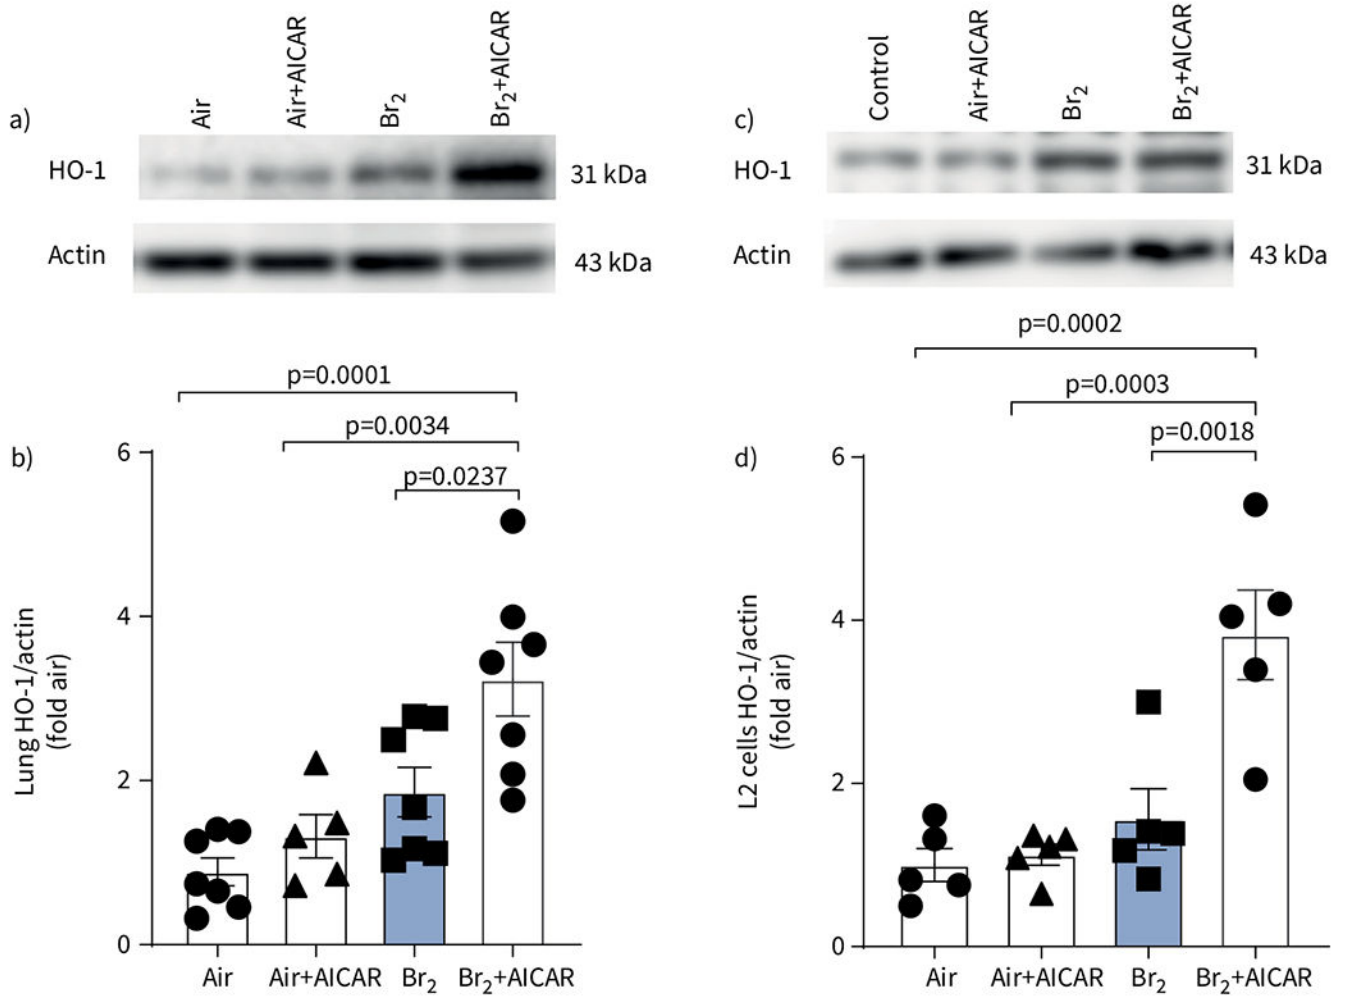 a)
Air
Air+AICAR
Br2
Br2+AICAR
HO-1
31 kDa
Actin
43 kDa
c)
Control
Air+AICAR
Br2
Br2+AICAR
HO-1
31 kDa
Actin
43 kDa
b)
p=0.0001
p=0.0034
p=0.0237
6
4
2
0
Lung HO-1/actin
(fold air)
Air
Air+AICAR
Br2
Br2+AICAR
d)
p=0.0002
p=0.0003
p=0.0018
6
4
2
0
L2 cells HO-1/actin
(fold air)
Air
Air+AICAR
Br2
Br2+AICAR